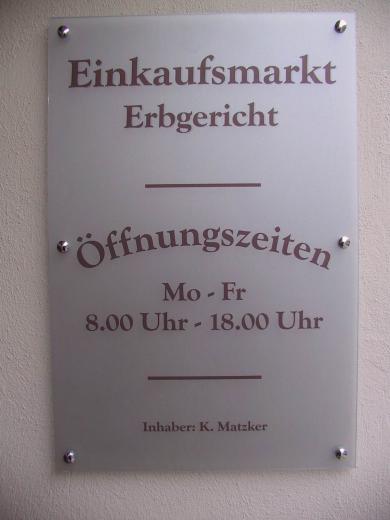 Einkaufsmarkt
Erbgericht
Öffnungszeiten
Mo - Fr
8.00 Uhr - 18.00 Uhr
Inhaber: K. Matzker